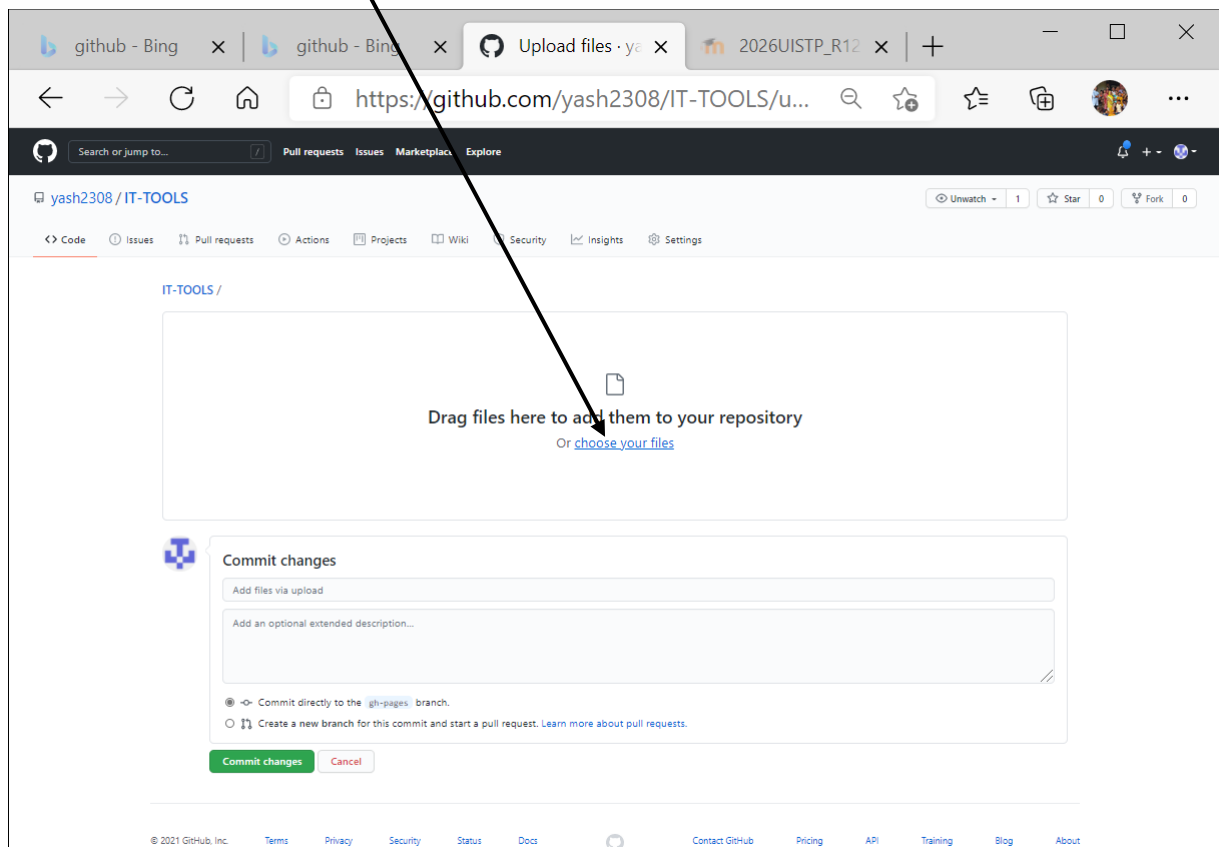 github - Bing
github - Bing
Upload files · ya
2026UISTP_R12
https://github.com/yash2308/IT-TOOLS/u...
Search or jump to... /
Pull requests Issues Marketplace Explore
yash2308 / IT-TOOLS
Unwatch 1 Star 0 Fork 0
Code Issues Pull requests Actions Projects Wiki Security Insights Settings
IT-TOOLS /
Drag files here to add them to your repository
Or choose your files
Commit changes
Add files via upload
Add an optional extended description...
Commit directly to the gh-pages branch.
Create a new branch for this commit and start a pull request. Learn more about pull requests.
Commit changes Cancel
© 2021 GitHub, Inc. Terms Privacy Security Status Docs Contact GitHub Pricing API Training Blog About